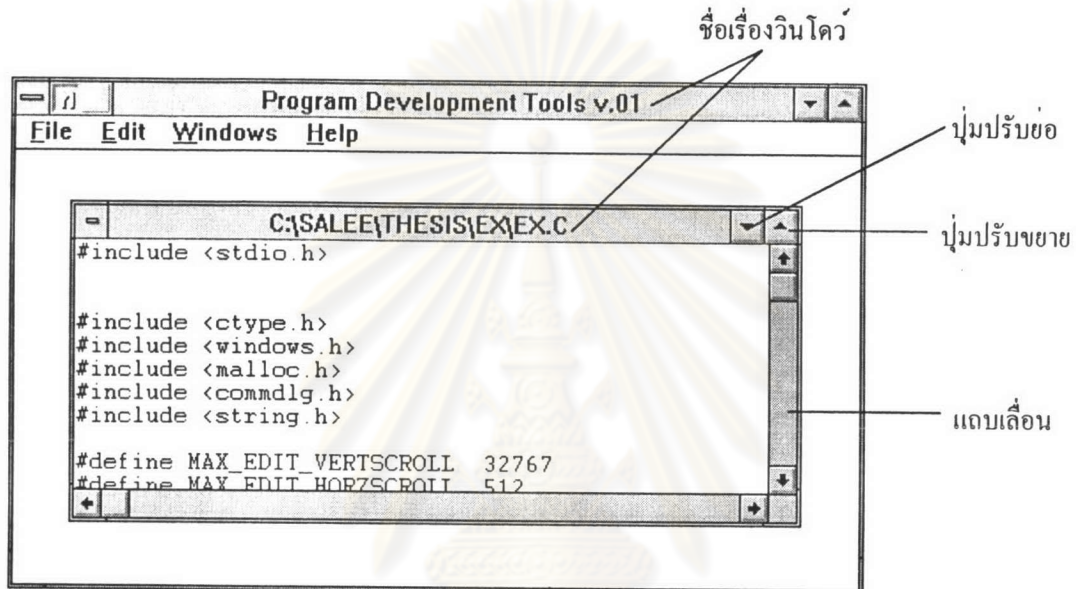 ชื่อเรื่องวินโดว์
Program Development Tools v.01
File Edit Windows Help
ปุ่มปรับย่อ
C:\SALEE\THESIS\EX\EX.C
ปุ่มปรับขยาย
#include <stdio.h>
#include <ctype.h>
#include <windows.h>
#include <malloc.h>
#include <commdlg.h>
#include <string.h>
แถบเลื่อน
#define MAX_EDIT_VERTSCROLL 32767
#define MAX_EDIT_HORZSCROLL 512